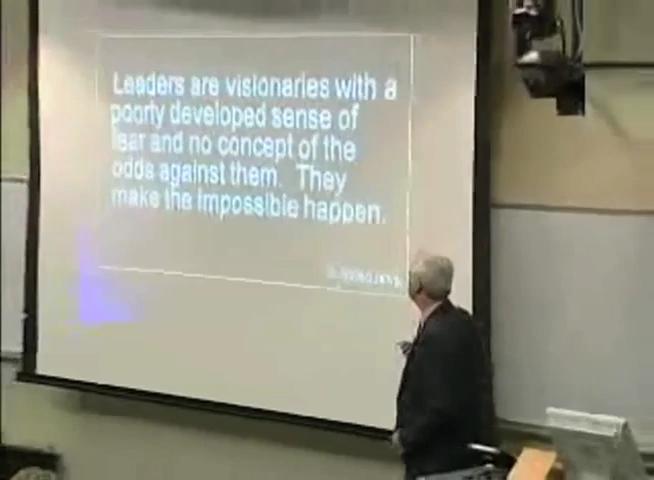 Leaders are visionaries with a
poorly developed sense of
fear and no concept of the
odds against them. They
make the impossible happen.